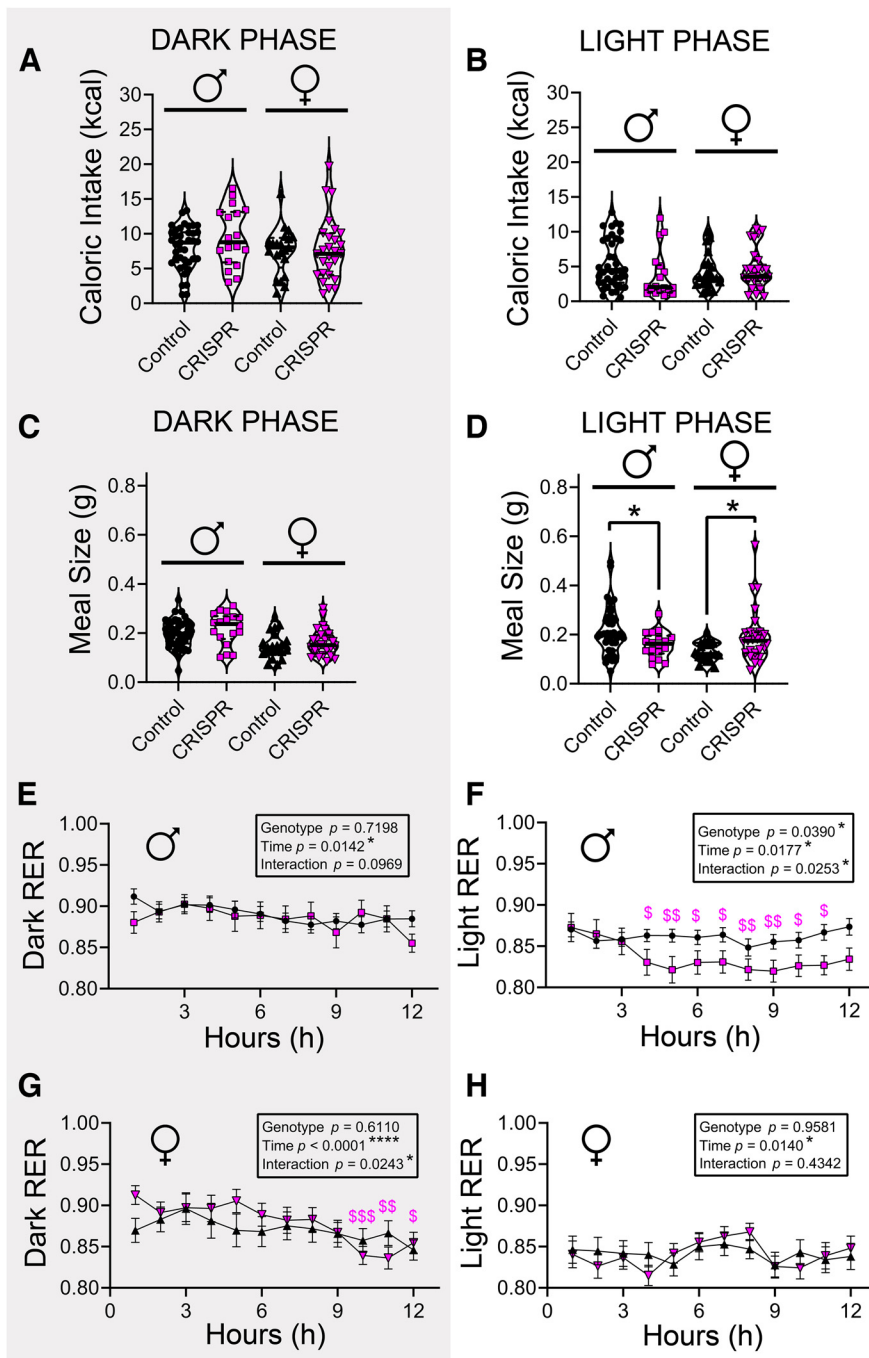 A
DARK PHASE
Caloric Intake (kcal)
♂ ♀
30
25
20
15
10
5
0
Control CRISPR Control CRISPR
B
LIGHT PHASE
Caloric Intake (kcal)
♂ ♀
30
25
20
15
10
5
0
Control CRISPR Control CRISPR
C
DARK PHASE
Meal Size (g)
♂ ♀
0.8
0.6
0.4
0.2
0.0
Control CRISPR Control CRISPR
D
LIGHT PHASE
Meal Size (g)
♂ ♀
* *
0.8
0.6
0.4
0.2
0.0
Control CRISPR Control CRISPR
E
Dark RER
♂
Genotype p = 0.7198
Time p = 0.0142 *
Interaction p = 0.0969
1.00
0.95
0.90
0.85
0.80
3 6 9 12
Hours (h)
F
Light RER
♂
Genotype p = 0.0390 *
Time p = 0.0177 *
Interaction p = 0.0253 *
1.00
0.95
0.90
0.85
0.80
$ $$ $ $ $$ $$ $ $
3 6 9 12
Hours (h)
G
Dark RER
♀
Genotype p = 0.6110
Time p < 0.0001 ****
Interaction p = 0.0243 *
1.00
0.95
0.90
0.85
0.80
$$$ $$ $
0 3 6 9 12
Hours (h)
H
Light RER
♀
Genotype p = 0.9581
Time p = 0.0140 *
Interaction p = 0.4342
1.00
0.95
0.90
0.85
0.80
0 3 6 9 12
Hours (h)